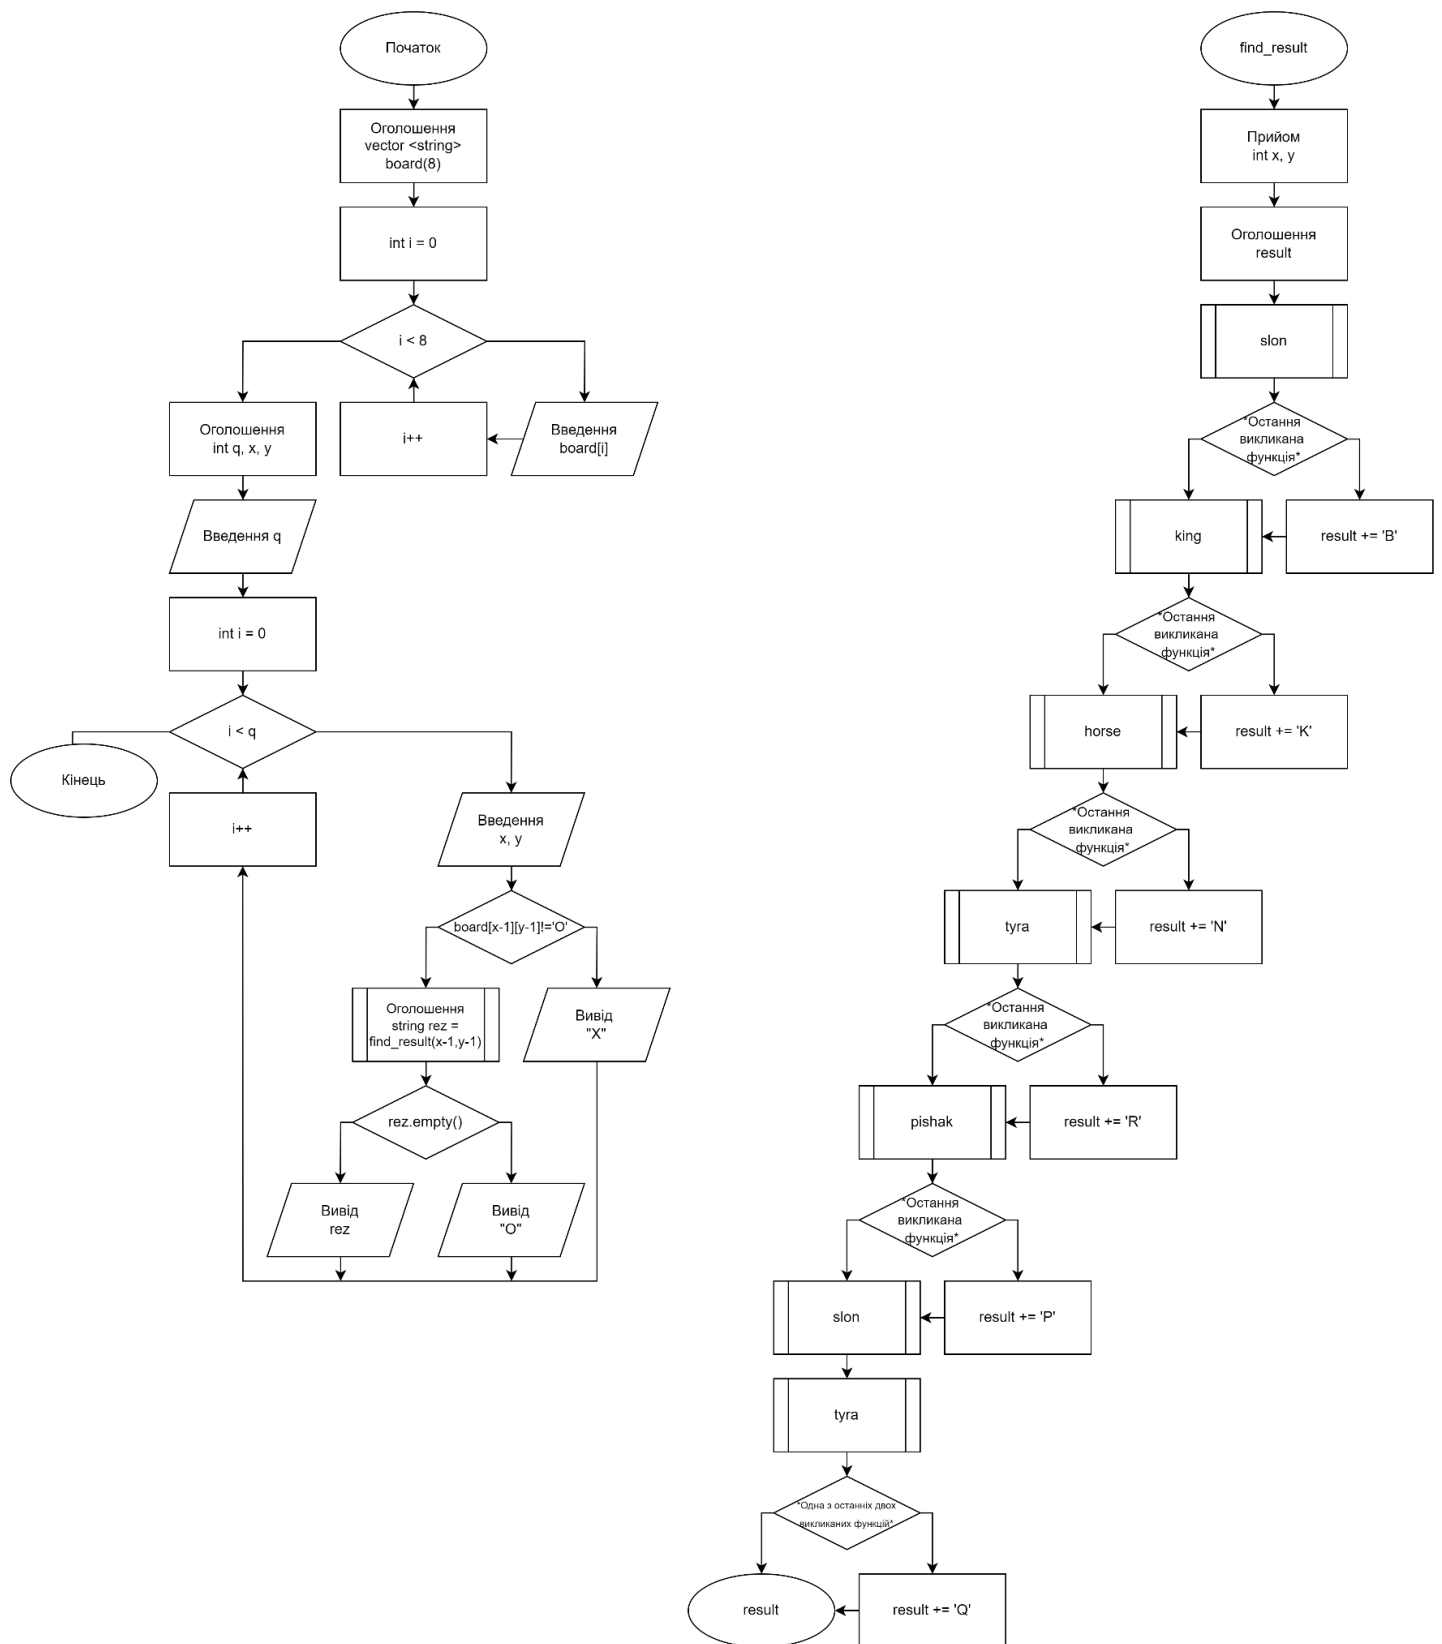 Початок
Оголошення
vector <string>
board(8)
int i = 0
i < 8
Оголошення
int q, x, y
i++
Введення
board[i]
Введення q
int i = 0
i < q
Кінець
i++
Введення
x, y
board[x-1][y-1]!='O'
Оголошення
string rez =
find_result(x-1,y-1)
Вивід
"X"
rez.empty()
Вивід
rez
Вивід
"O"
find_result
Прийом
int x, y
Оголошення
result
slon
*Остання
викликана
функція*
king
result += 'B'
*Остання
викликана
функція*
horse
result += 'K'
*Остання
викликана
функція*
tyra
result += 'N'
*Остання
викликана
функція*
pishak
result += 'R'
*Остання
викликана
функція*
slon
result += 'P'
tyra
*Одна з останніх двох
викликаних функцій*
result
result += 'Q'